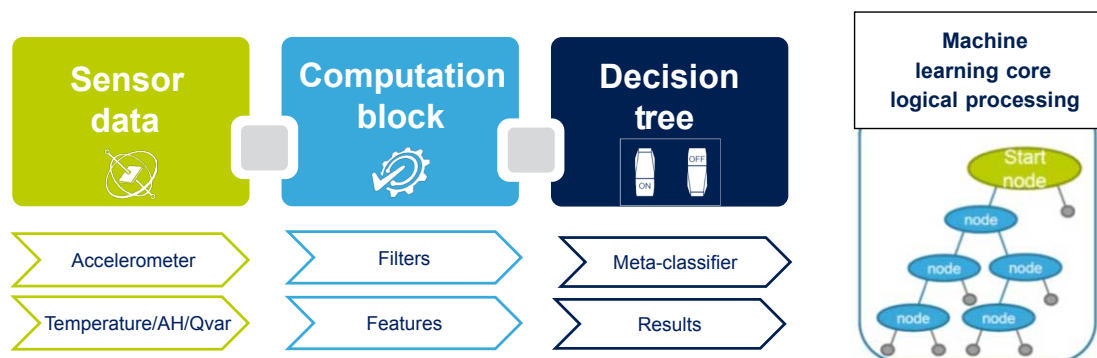 Sensor
data
Computation
block
Decision
tree
ON
OFF
Accelerometer
Temperature/AH/Qvar
Filters
Features
Meta-classifier
Results
Machine
learning core
logical processing
Start
node
node
node
node
node
node